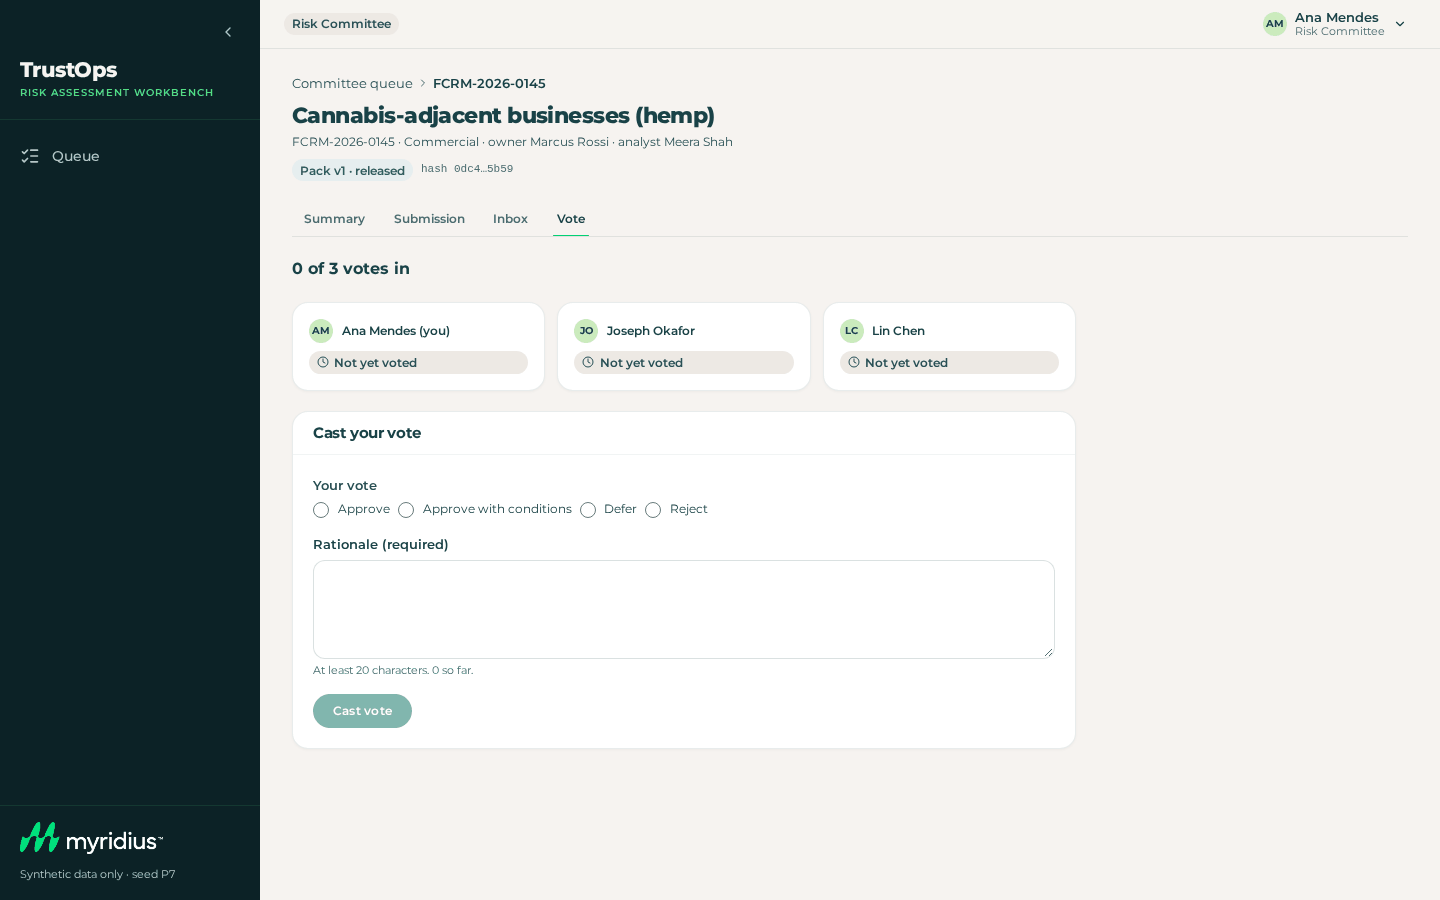 TrustOps
RISK ASSESSMENT WORKBENCH
Queue
myridius™
Synthetic data only · seed P7
Risk Committee
AM
Ana Mendes
Risk Committee
Committee queue > FCRM-2026-0145
Cannabis-adjacent businesses (hemp)
FCRM-2026-0145 · Commercial · owner Marcus Rossi · analyst Meera Shah
Pack v1 · released hash 0dc4…5b59
Summary Submission Inbox Vote
0 of 3 votes in
AM Ana Mendes (you)
Not yet voted
JO Joseph Okafor
Not yet voted
LC Lin Chen
Not yet voted
Cast your vote
Your vote
Approve Approve with conditions Defer Reject
Rationale (required)
At least 20 characters. 0 so far.
Cast vote